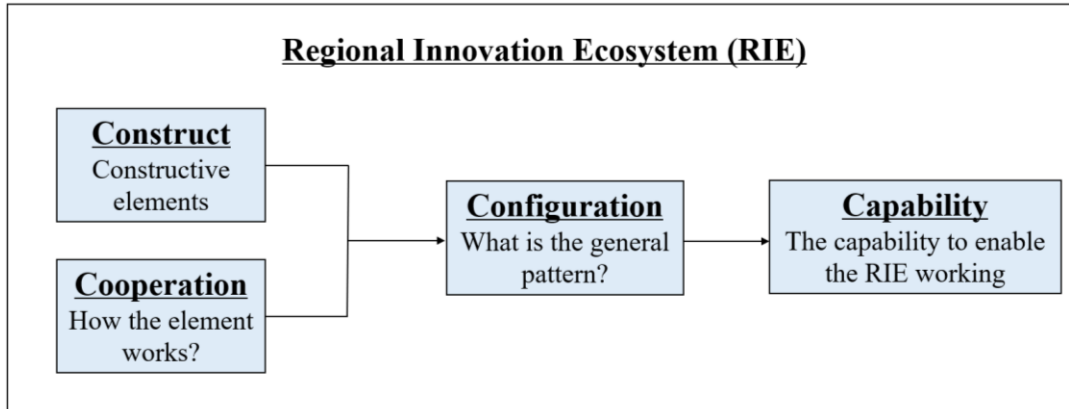 Regional Innovation Ecosystem (RIE)
Construct
Constructive
elements
Cooperation
How the element
works?
Configuration
What is the general
pattern?
Capability
The capability to enable
the RIE working